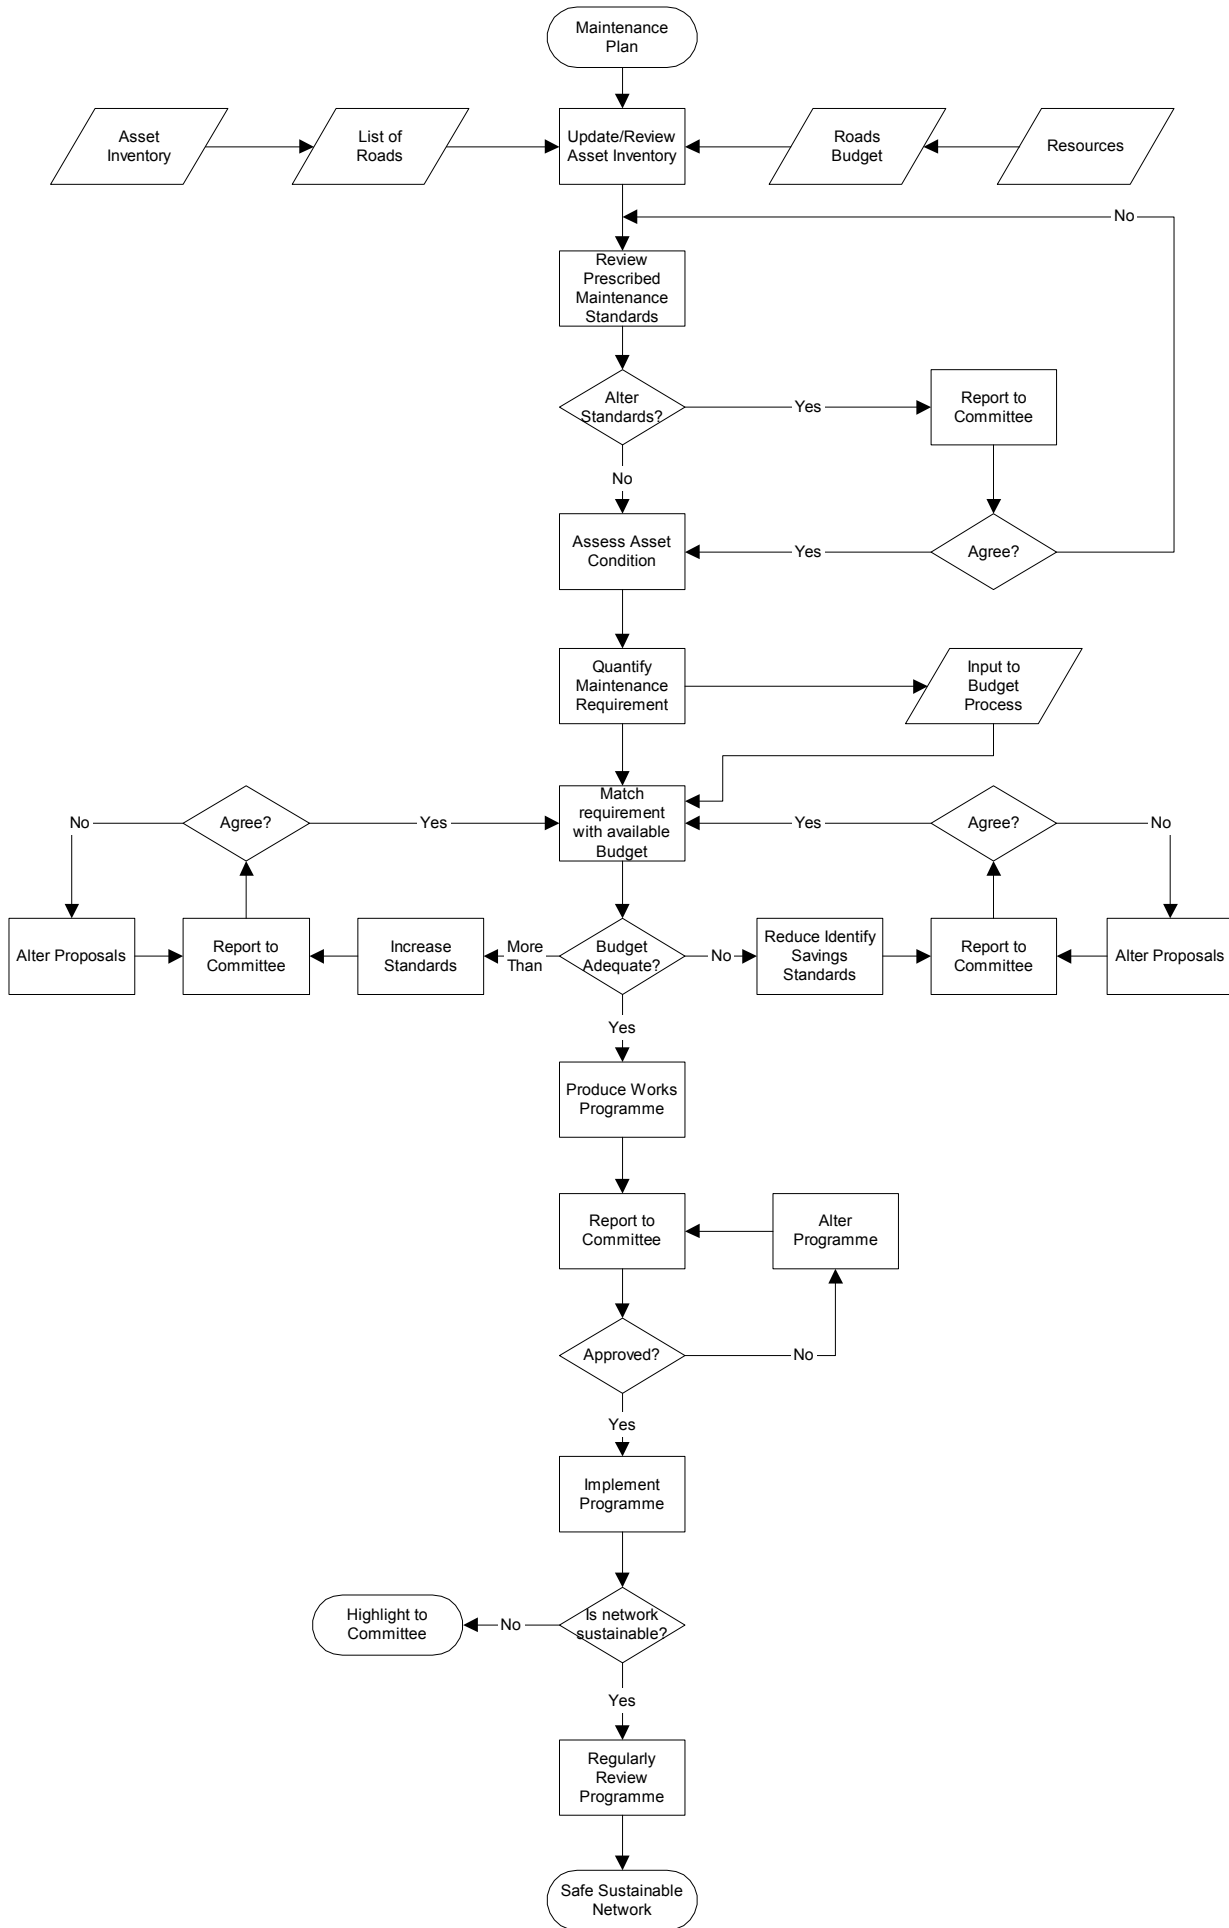 Maintenance
Plan
Asset
Inventory
List of
Roads
Update/Review
Asset Inventory
Roads
Budget
Resources
No
Review
Prescribed
Maintenance
Standards
Alter
Standards?
Yes
Report to
Committee
No
Assess Asset
Condition
Yes
Agree?
Quantify
Maintenance
Requirement
Input to
Budget
Process
No
Agree?
Yes
Match
requirement
with available
Budget
Yes
Agree?
No
Alter Proposals
Report to
Committee
Increase
Standards
More
Than
Budget
Adequate?
No
Reduce Identify
Savings
Standards
Report to
Committee
Alter Proposals
Yes
Produce Works
Programme
Report to
Committee
Alter
Programme
Approved?
No
Yes
Implement
Programme
Highlight to
Committee
No
Is network
sustainable?
Yes
Regularly
Review
Programme
Safe Sustainable
Network